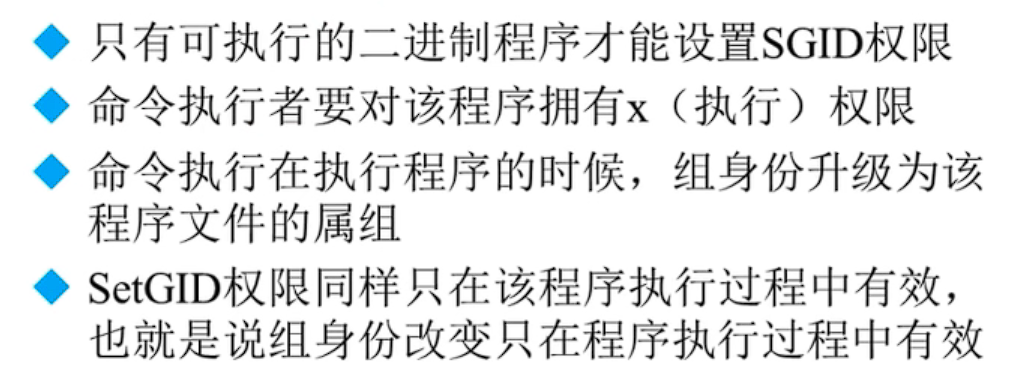 只有可执行的二进制程序才能设置SGID权限
命令执行者要对该程序拥有x（执行）权限
命令执行在执行程序的时候，组身份升级为该
程序文件的属组
SetGID权限同样只在该程序执行过程中有效，
也就是说组身份改变只在程序执行过程中有效